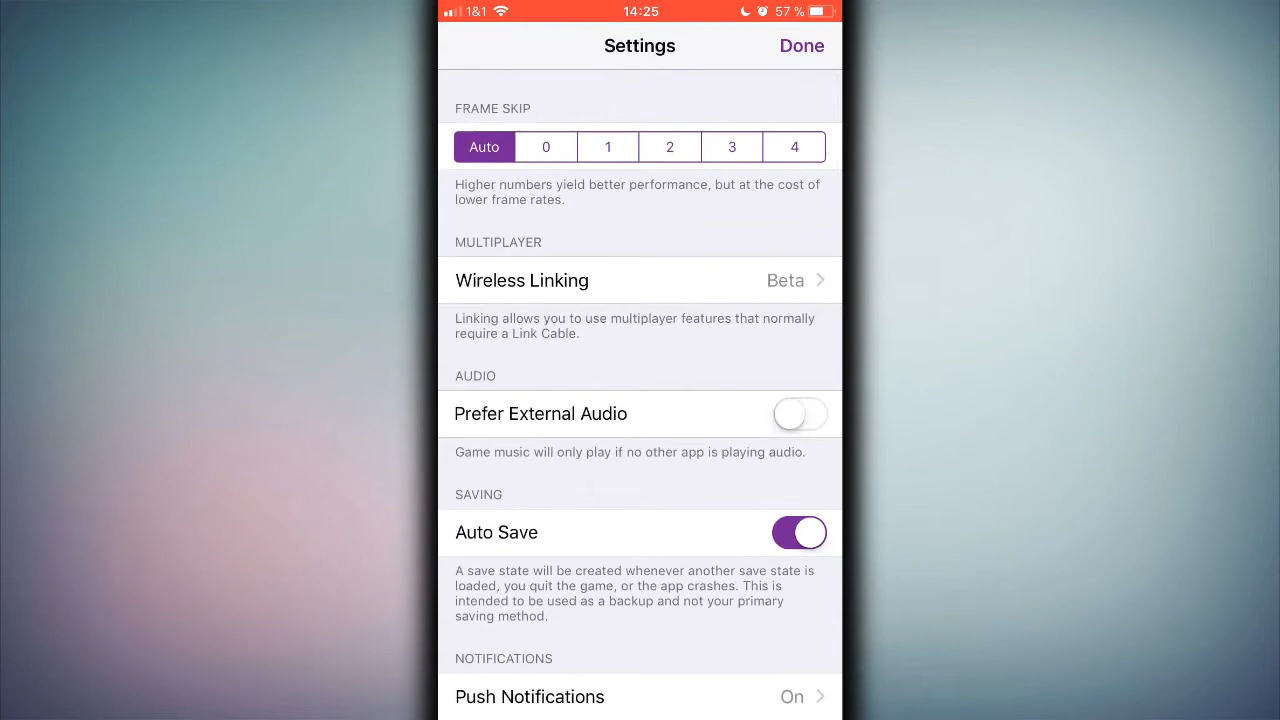 1&1 14:25 57 %
Settings Done
FRAME SKIP
Auto 0 1 2 3 4
Higher numbers yield better performance, but at the cost of
lower frame rates.
MULTIPLAYER
Wireless Linking Beta
Linking allows you to use multiplayer features that normally
require a Link Cable.
AUDIO
Prefer External Audio
Game music will only play if no other app is playing audio.
SAVING
Auto Save
A save state will be created whenever another save state is
loaded, you quit the game, or the app crashes. This is
intended to be used as a backup and not your primary
saving method.
NOTIFICATIONS
Push Notifications On